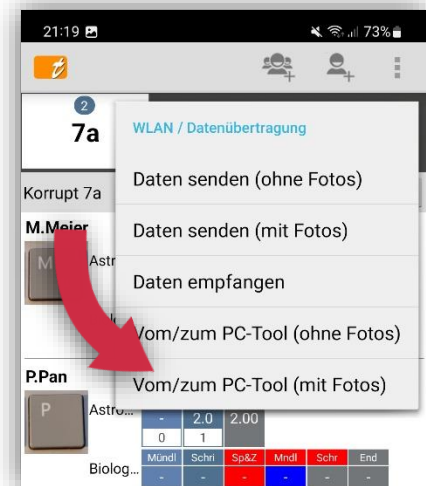 21:19 73%
t
2
7a
WLAN / Datenübertragung
Daten senden (ohne Fotos)
Korrupt 7a
Daten senden (mit Fotos)
M.Meier
M
Astr
Daten empfangen
Vom/zum PC-Tool (ohne Fotos)
P.Pan
Vom/zum PC-Tool (mit Fotos)
P
Astro...
- 2.0 2.00
0 1
Biolog...
Mündl Schri Sp&Z Mndl Schr End
- - - - - -